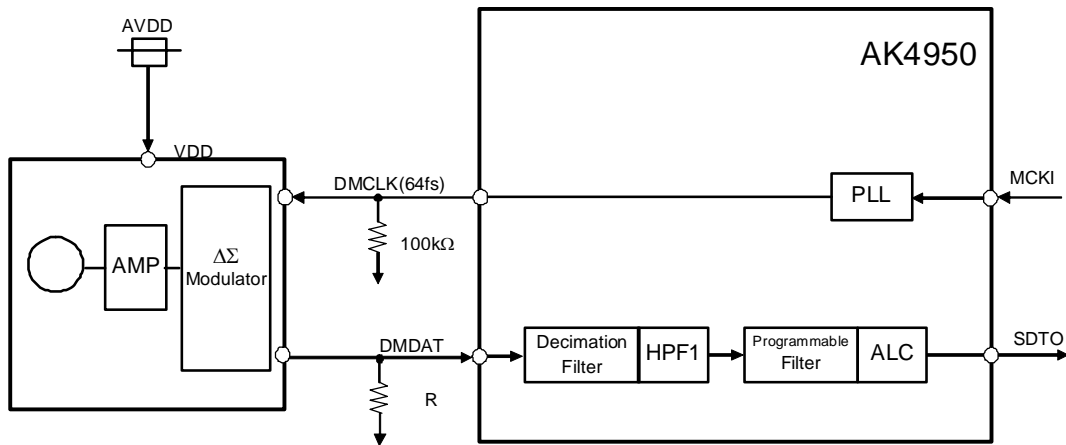 AVDD
AK4950
VDD
DMCLK(64fs)
MCKI
PLL
100kΩ
AMP
ΔΣ
Modulator
DMDAT
Decimation
Filter
HPF1
Programmable
Filter
ALC
SDTO
R